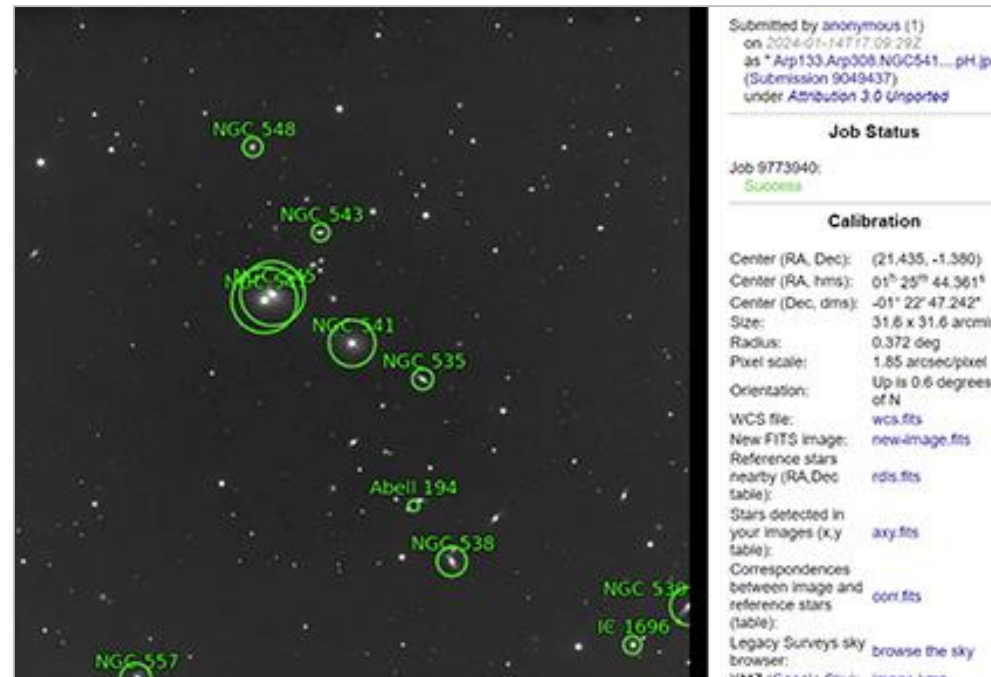 NGC 548
NGC 543
NGC 541
NGC 535
Abell 194
NGC 538
NGC 530
IC 1696
NGC 557
Submitted by anonymous (1)
on 2024-01-14T17:09:29Z
as " Arp133.Arp308.NGC541....pH.jp
(Submission 9049437)
under Attribution 3.0 Unported
Job Status
Job 9773940:
Success
Calibration
Center (RA, Dec): (21.435, -1.380)
Center (RA, hms): 01h 25m 44.361s
Center (Dec, dms): -01° 22' 47.242"
Size: 31.6 x 31.6 arcmin
Radius: 0.372 deg
Pixel scale: 1.85 arcsec/pixel
Orientation: Up is 0.6 degrees
of N
WCS file: wcs.fits
New FITS image: new-image.fits
Reference stars
nearby (RA,Dec rdls.fits
table):
Stars detected in
your images (x,y axy.fits
table):
Correspondences
between image and
reference stars corr.fits
(table):
Legacy Surveys sky browse the sky
browser: